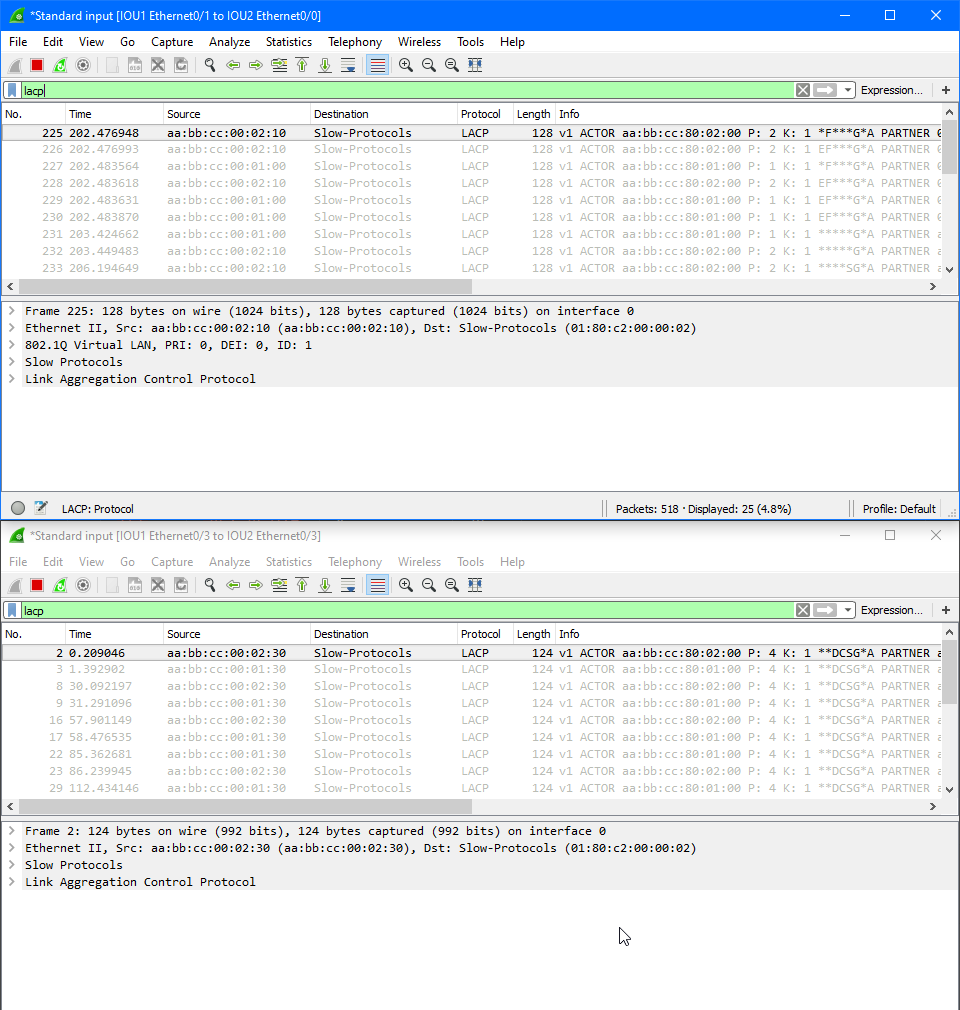 *Standard input [IOU1 Ethernet0/1 to IOU2 Ethernet0/0]
File Edit View Go Capture Analyze Statistics Telephony Wireless Tools Help
lacp Expression... +
No. Time Source Destination Protocol Length Info
225 202.476948 aa:bb:cc:00:02:10 Slow-Protocols LACP 128 v1 ACTOR aa:bb:cc:80:02:00 P: 2 K: 1 *F***G*A PARTNER 0
226 202.476993 aa:bb:cc:00:02:10 Slow-Protocols LACP 128 v1 ACTOR aa:bb:cc:80:02:00 P: 2 K: 1 EF***G*A PARTNER 0
227 202.483564 aa:bb:cc:00:01:00 Slow-Protocols LACP 128 v1 ACTOR aa:bb:cc:80:01:00 P: 1 K: 1 *F***G*A PARTNER 0
228 202.483618 aa:bb:cc:00:02:10 Slow-Protocols LACP 128 v1 ACTOR aa:bb:cc:80:02:00 P: 2 K: 1 EF***G*A PARTNER 0
229 202.483631 aa:bb:cc:00:01:00 Slow-Protocols LACP 128 v1 ACTOR aa:bb:cc:80:01:00 P: 1 K: 1 EF***G*A PARTNER 0
230 202.483870 aa:bb:cc:00:01:00 Slow-Protocols LACP 128 v1 ACTOR aa:bb:cc:80:01:00 P: 1 K: 1 EF***G*A PARTNER 0
231 203.424662 aa:bb:cc:00:01:00 Slow-Protocols LACP 128 v1 ACTOR aa:bb:cc:80:01:00 P: 1 K: 1 *****G*A PARTNER a
232 203.449483 aa:bb:cc:00:02:10 Slow-Protocols LACP 128 v1 ACTOR aa:bb:cc:80:02:00 P: 2 K: 1 *****G*A PARTNER a
233 206.194649 aa:bb:cc:00:02:10 Slow-Protocols LACP 128 v1 ACTOR aa:bb:cc:80:02:00 P: 2 K: 1 ****SG*A PARTNER a
Frame 225: 128 bytes on wire (1024 bits), 128 bytes captured (1024 bits) on interface 0
Ethernet II, Src: aa:bb:cc:00:02:10 (aa:bb:cc:00:02:10), Dst: Slow-Protocols (01:80:c2:00:00:02)
802.1Q Virtual LAN, PRI: 0, DEI: 0, ID: 1
Slow Protocols
Link Aggregation Control Protocol
LACP: Protocol Packets: 518 · Displayed: 25 (4.8%) Profile: Default
*Standard input [IOU1 Ethernet0/3 to IOU2 Ethernet0/3]
File Edit View Go Capture Analyze Statistics Telephony Wireless Tools Help
lacp Expression... +
No. Time Source Destination Protocol Length Info
2 0.209046 aa:bb:cc:00:02:30 Slow-Protocols LACP 124 v1 ACTOR aa:bb:cc:80:02:00 P: 4 K: 1 **DCSG*A PARTNER a
3 1.392902 aa:bb:cc:00:01:30 Slow-Protocols LACP 124 v1 ACTOR aa:bb:cc:80:01:00 P: 4 K: 1 **DCSG*A PARTNER a
8 30.092197 aa:bb:cc:00:02:30 Slow-Protocols LACP 124 v1 ACTOR aa:bb:cc:80:02:00 P: 4 K: 1 **DCSG*A PARTNER a
9 31.291096 aa:bb:cc:00:01:30 Slow-Protocols LACP 124 v1 ACTOR aa:bb:cc:80:01:00 P: 4 K: 1 **DCSG*A PARTNER a
16 57.901149 aa:bb:cc:00:02:30 Slow-Protocols LACP 124 v1 ACTOR aa:bb:cc:80:02:00 P: 4 K: 1 **DCSG*A PARTNER a
17 58.476535 aa:bb:cc:00:01:30 Slow-Protocols LACP 124 v1 ACTOR aa:bb:cc:80:01:00 P: 4 K: 1 **DCSG*A PARTNER a
22 85.362681 aa:bb:cc:00:01:30 Slow-Protocols LACP 124 v1 ACTOR aa:bb:cc:80:01:00 P: 4 K: 1 **DCSG*A PARTNER a
23 86.239945 aa:bb:cc:00:02:30 Slow-Protocols LACP 124 v1 ACTOR aa:bb:cc:80:02:00 P: 4 K: 1 **DCSG*A PARTNER a
29 112.434146 aa:bb:cc:00:01:30 Slow-Protocols LACP 124 v1 ACTOR aa:bb:cc:80:01:00 P: 4 K: 1 **DCSG*A PARTNER a
Frame 2: 124 bytes on wire (992 bits), 124 bytes captured (992 bits) on interface 0
Ethernet II, Src: aa:bb:cc:00:02:30 (aa:bb:cc:00:02:30), Dst: Slow-Protocols (01:80:c2:00:00:02)
Slow Protocols
Link Aggregation Control Protocol